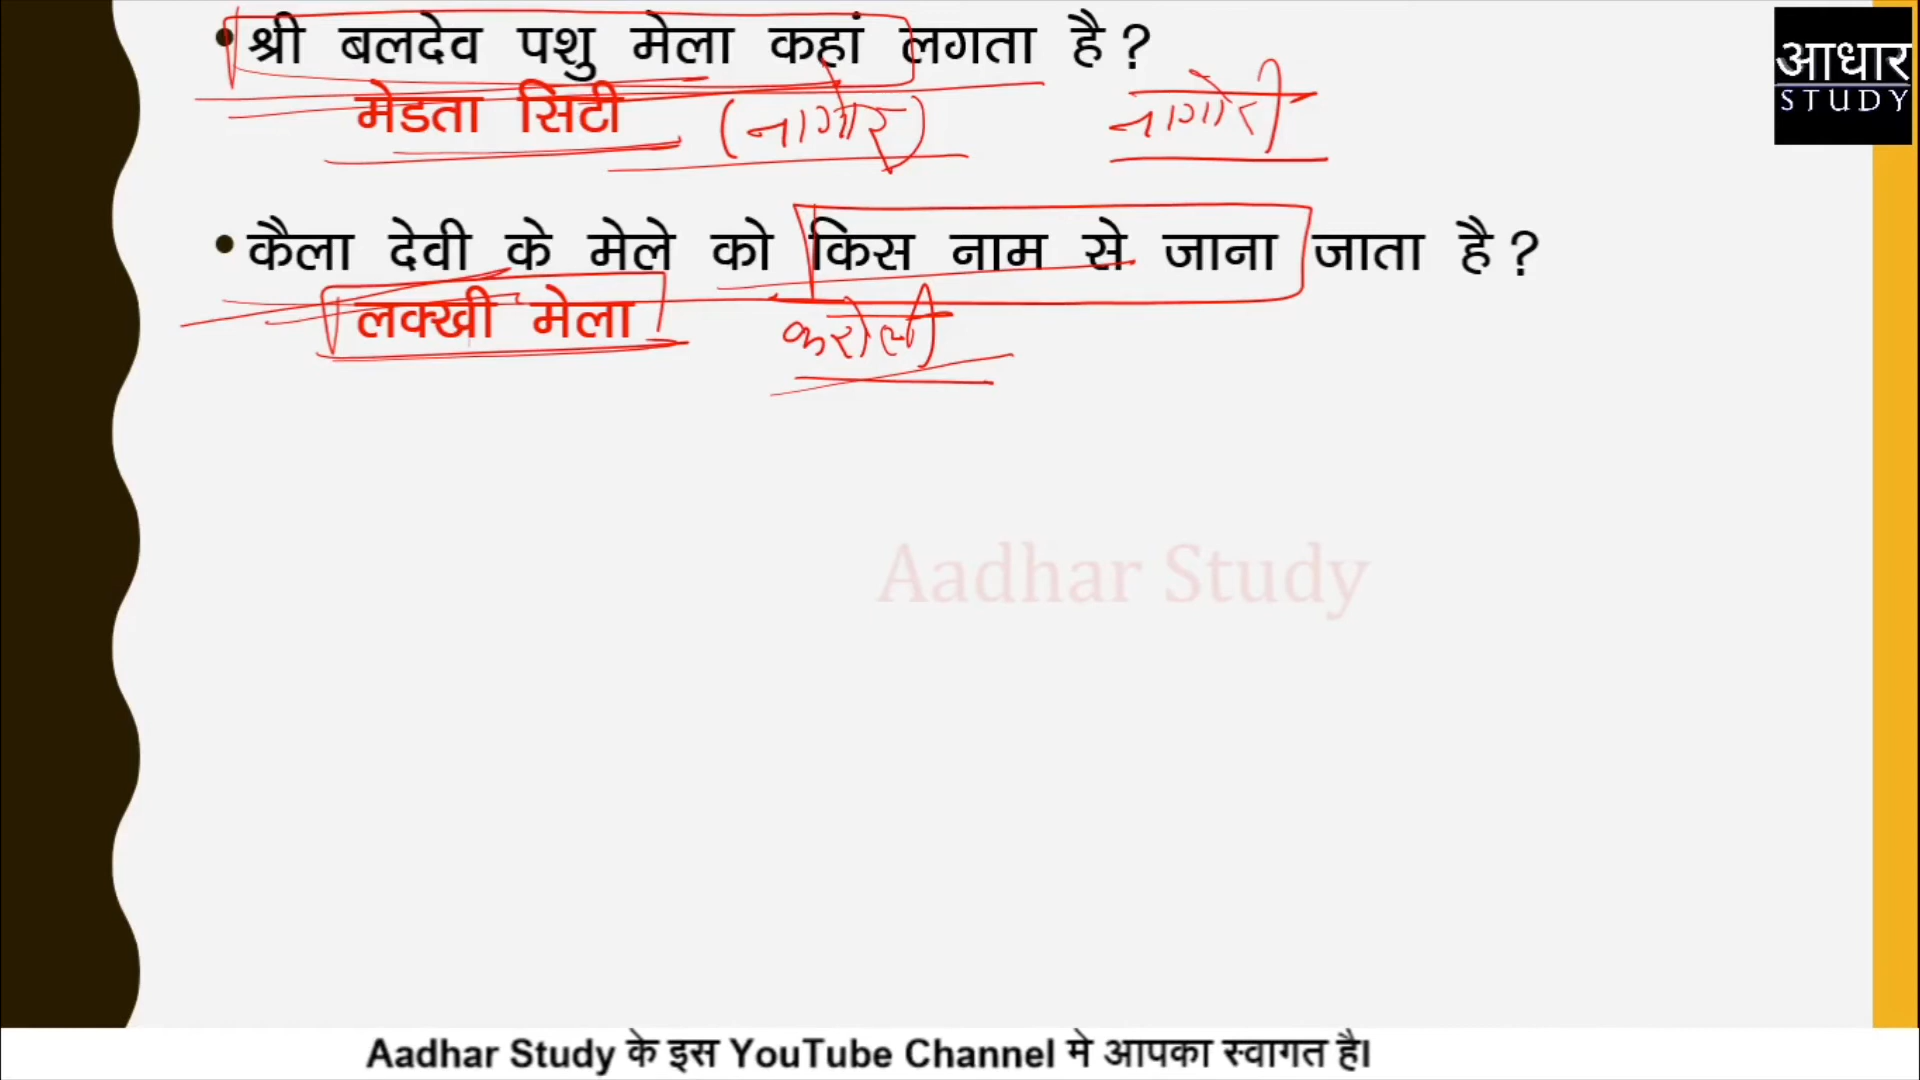 श्री बलदेव पशु मेला कहां लगता है?
मेडता सिटी (नागौर) नागौरी
कैला देवी के मेले को किस नाम से जाना जाता है?
लक्खी मेला करौली
आधार
STUDY
Aadhar Study
Aadhar Study के इस YouTube Channel मे आपका स्वागत है।